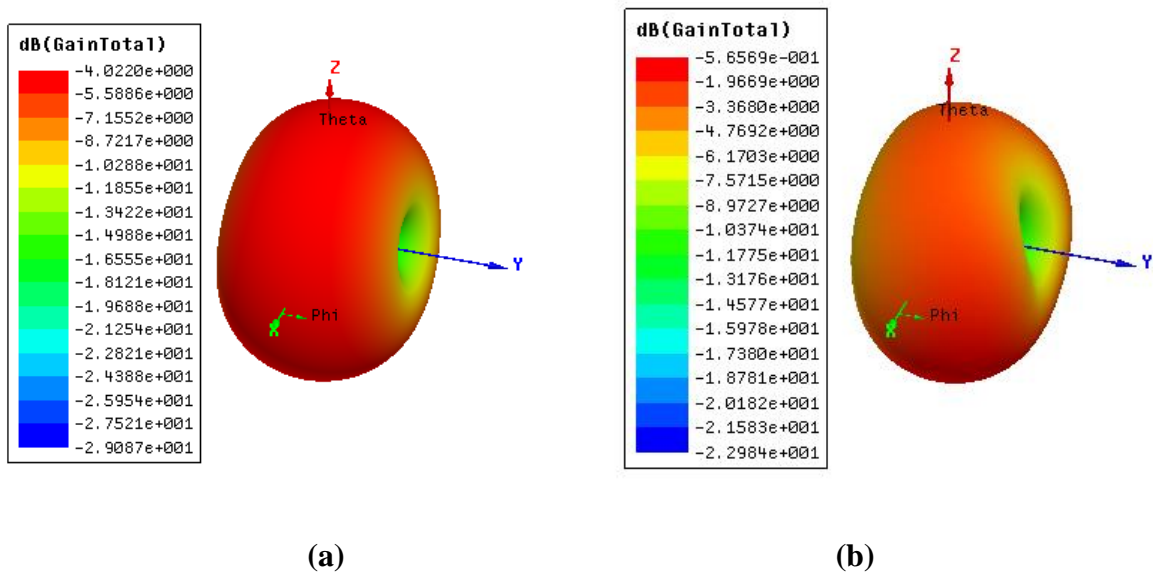 dB(GainTotal)
-4.0220e+000
-5.5886e+000
-7.1552e+000
-8.7217e+000
-1.0288e+001
-1.1855e+001
-1.3422e+001
-1.4988e+001
-1.6555e+001
-1.8121e+001
-1.9688e+001
-2.1254e+001
-2.2821e+001
-2.4388e+001
-2.5954e+001
-2.7521e+001
-2.9087e+001
Z
Theta
Y
Phi
X
(a)
dB(GainTotal)
-5.6569e-001
-1.9669e+000
-3.3680e+000
-4.7692e+000
-6.1703e+000
-7.5715e+000
-8.9727e+000
-1.0374e+001
-1.1775e+001
-1.3176e+001
-1.4577e+001
-1.5978e+001
-1.7380e+001
-1.8781e+001
-2.0182e+001
-2.1583e+001
-2.2984e+001
Z
Theta
Y
Phi
X
(b)